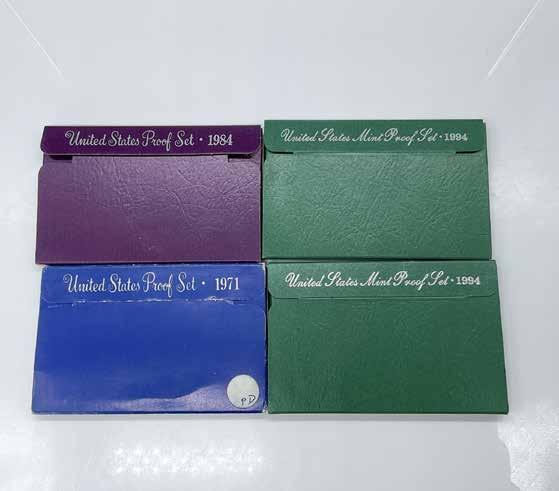 United States Proof Set · 1984
United States Mint Proof Set · 1994
United States Proof Set · 1971
United States Mint Proof Set · 1994
PD